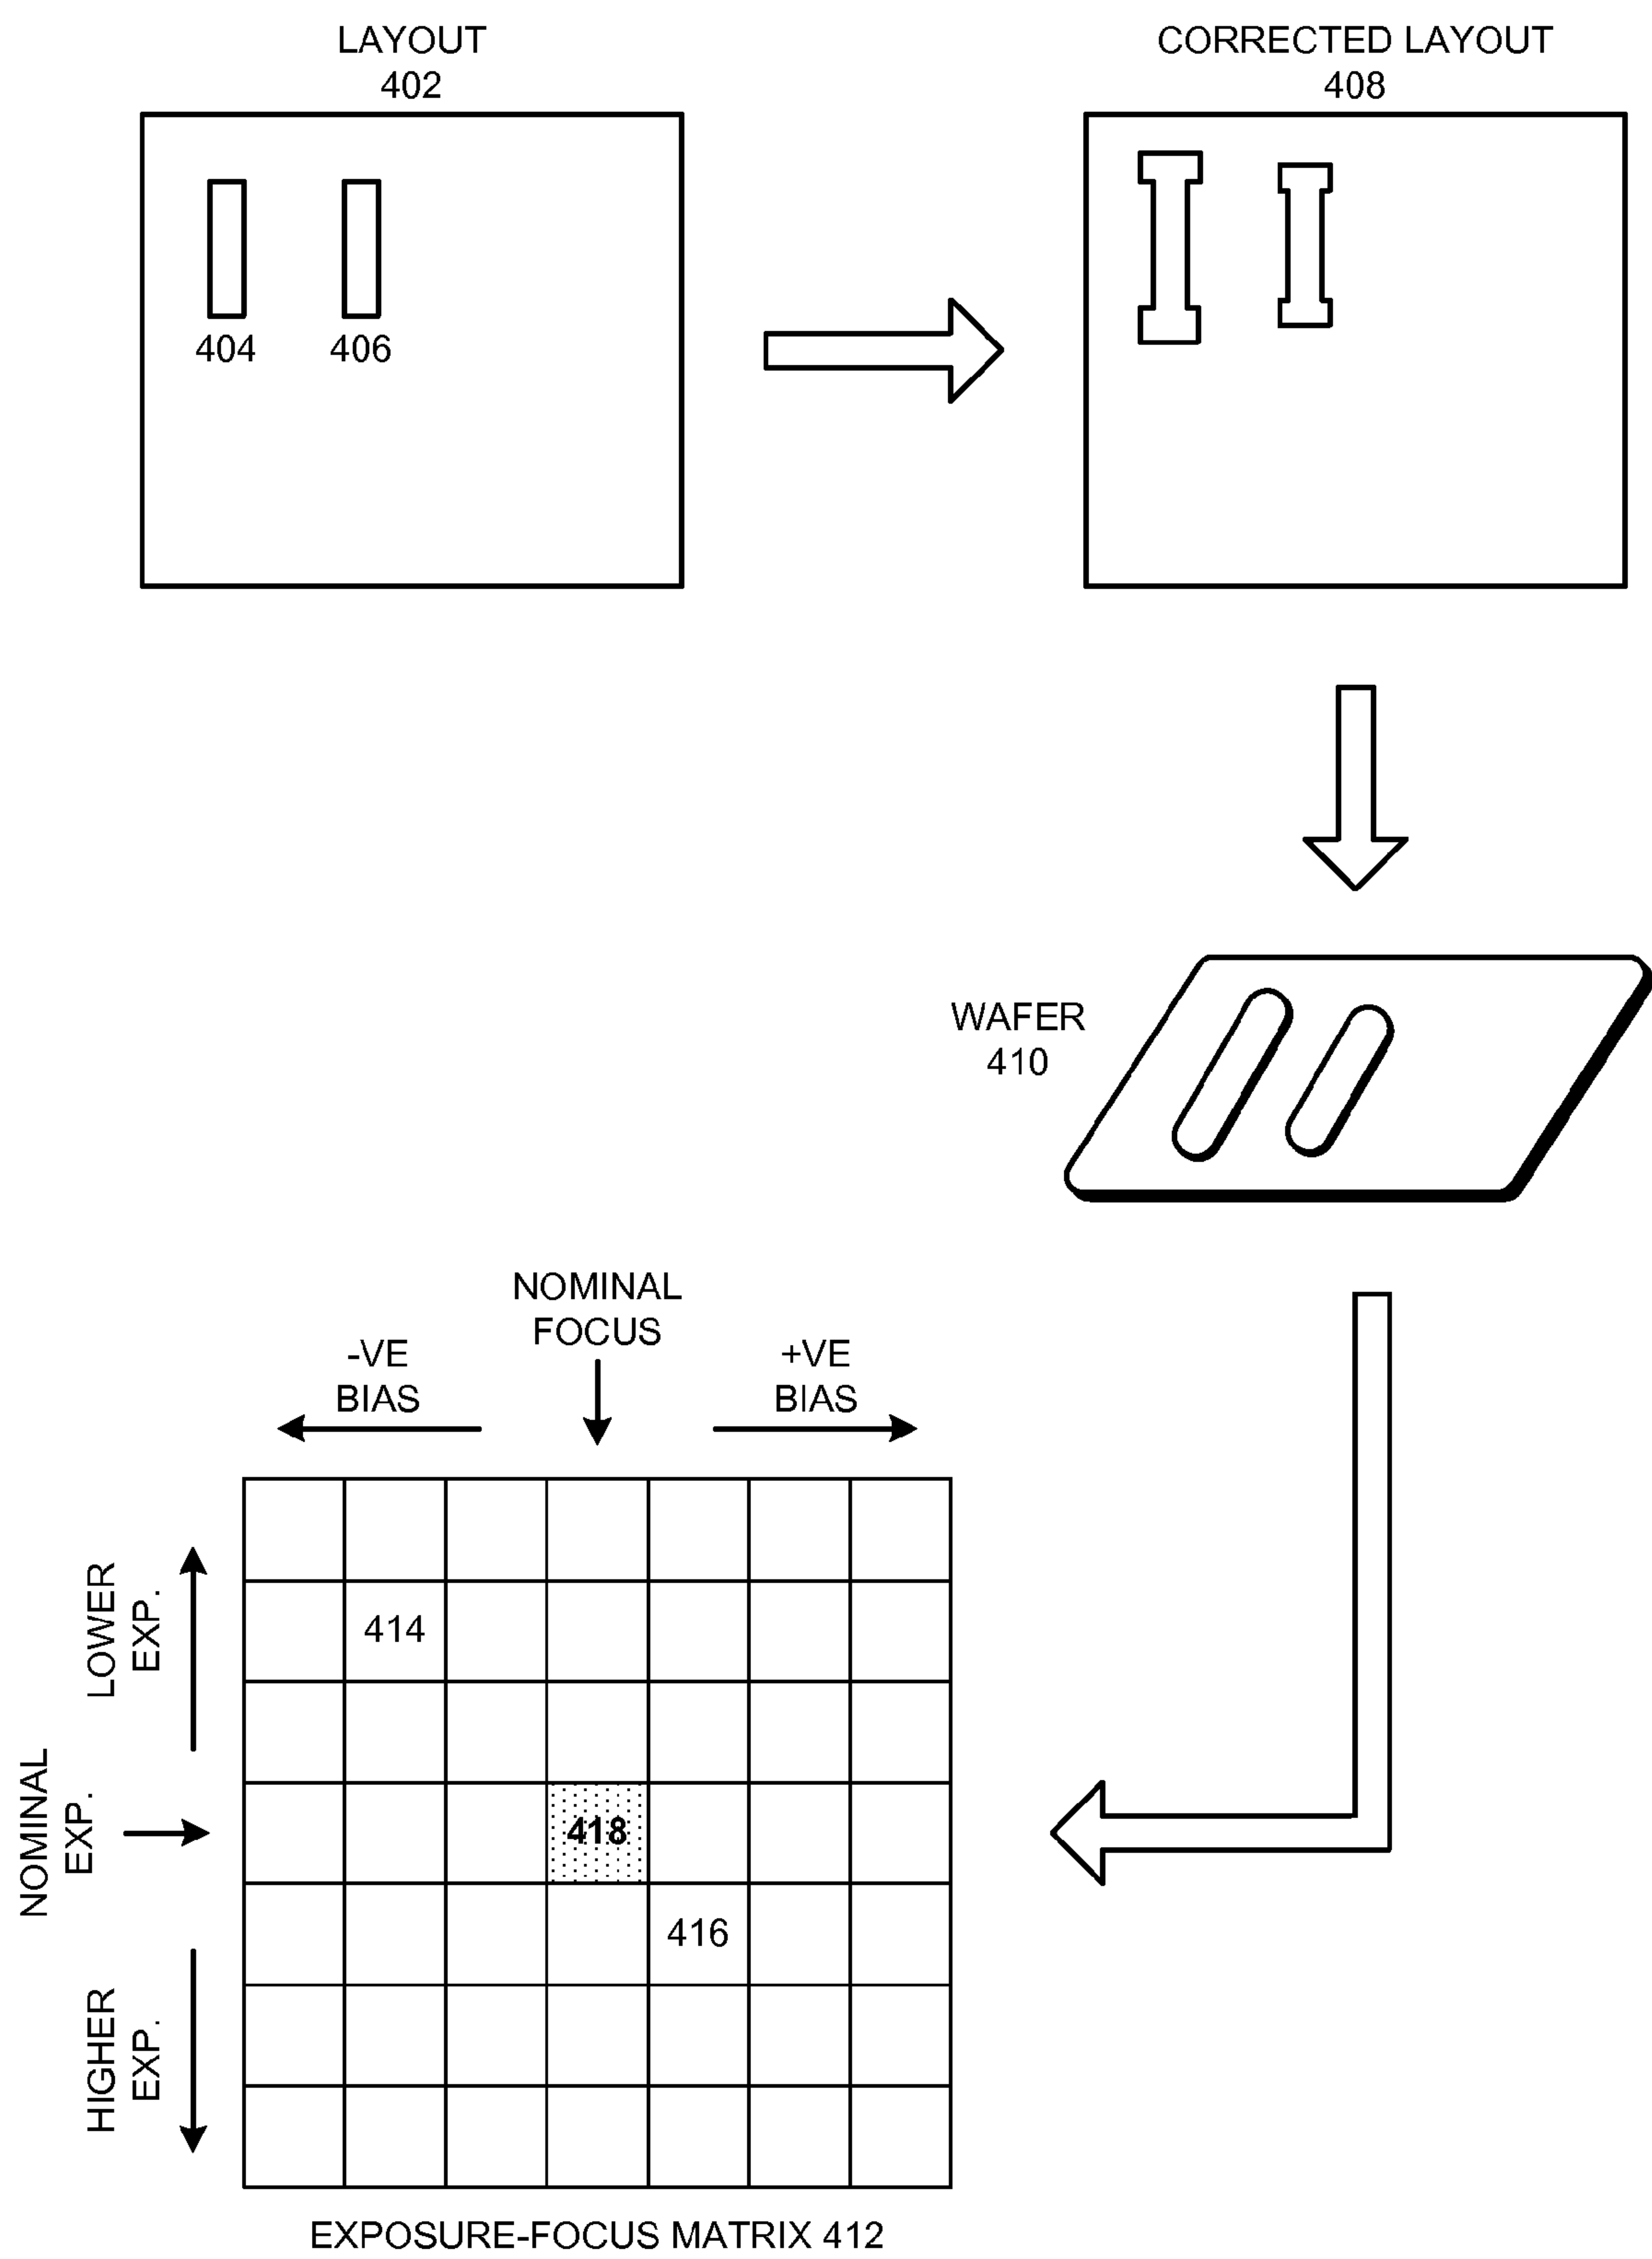 LAYOUT
402
CORRECTED LAYOUT
408
404
406
WAFER
410
NOMINAL
FOCUS
-VE
BIAS
+VE
BIAS
LOWER
EXP.
414
NOMINAL
EXP.
418
416
HIGHER
EXP.
EXPOSURE-FOCUS MATRIX 412